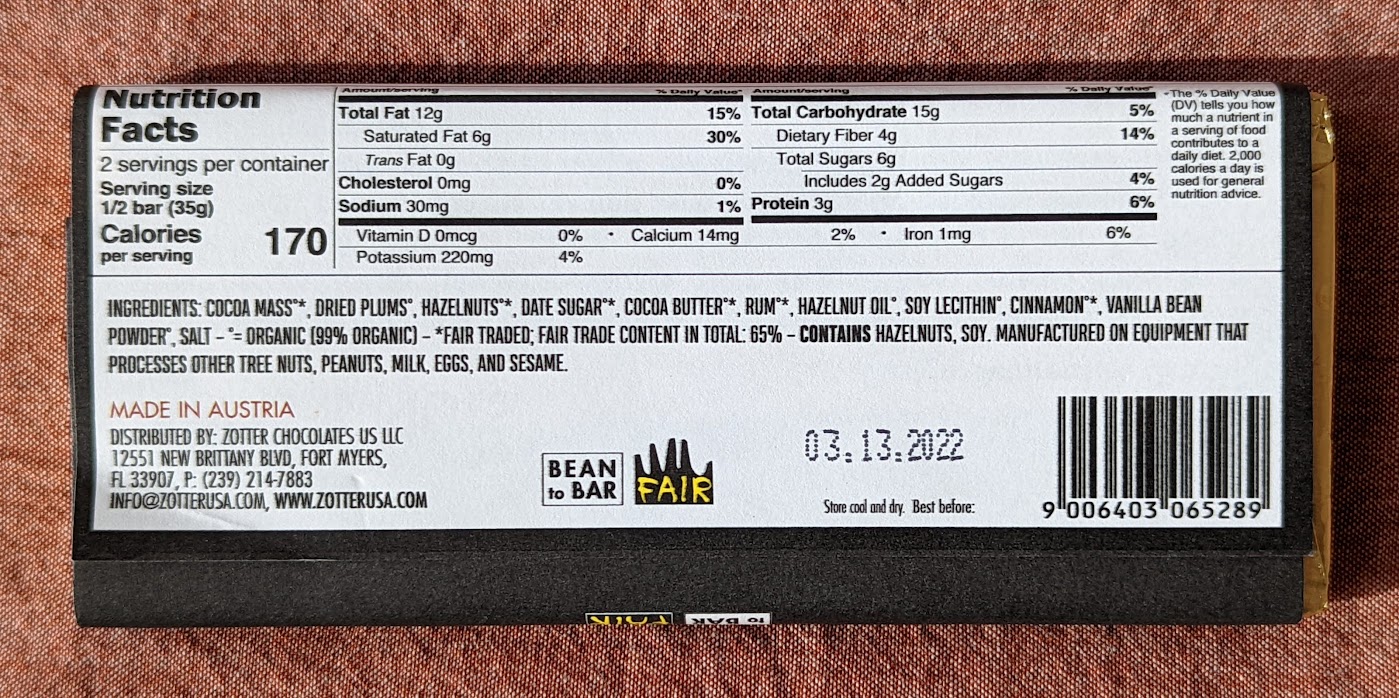 Nutrition
Facts
2 servings per container
Serving size
1/2 bar (35g)
Calories 170
per serving
Amount/serving % Daily Value*
Total Fat 12g 15%
Saturated Fat 6g 30%
Trans Fat 0g
Cholesterol 0mg 0%
Sodium 30mg 1%
Amount/serving % Daily Value*
Total Carbohydrate 15g 5%
Dietary Fiber 4g 14%
Total Sugars 6g
Includes 2g Added Sugars 4%
Protein 3g 6%
Vitamin D 0mcg 0% • Calcium 14mg 2% • Iron 1mg 6%
Potassium 220mg 4%
*The % Daily Value
(DV) tells you how
much a nutrient in
a serving of food
contributes to a
daily diet. 2,000
calories a day is
used for general
nutrition advice.
INGREDIENTS: COCOA MASS°*, DRIED PLUMS°, HAZELNUTS°*, DATE SUGAR°*, COCOA BUTTER°*, RUM°*, HAZELNUT OIL°, SOY LECITHIN°, CINNAMON°*, VANILLA BEAN
POWDER°, SALT – °= ORGANIC (99% ORGANIC) – *FAIR TRADED; FAIR TRADE CONTENT IN TOTAL: 65% – CONTAINS HAZELNUTS, SOY. MANUFACTURED ON EQUIPMENT THAT
PROCESSES OTHER TREE NUTS, PEANUTS, MILK, EGGS, AND SESAME.
MADE IN AUSTRIA
DISTRIBUTED BY: ZOTTER CHOCOLATES US LLC
12551 NEW BRITTANY BLVD, FORT MYERS,
FL 33907, P: (239) 214-7883
INFO@ZOTTERUSA.COM, WWW.ZOTTERUSA.COM
BEAN
to BAR
FAIR
03.13.2022
Store cool and dry. Best before:
9 006403 065289
FAIR
to BAR